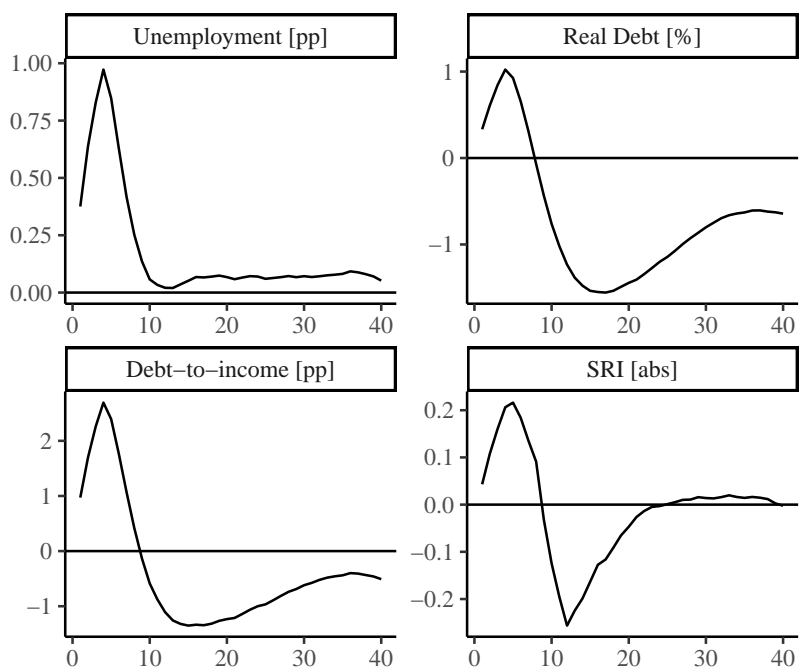 Unemployment [pp]
1.00
0.75
0.50
0.25
0.00
0 10 20 30 40
Real Debt [%]
1
0
−1
0 10 20 30 40
Debt−to−income [pp]
2
1
0
−1
0 10 20 30 40
SRI [abs]
0.2
0.1
0.0
−0.1
−0.2
0 10 20 30 40